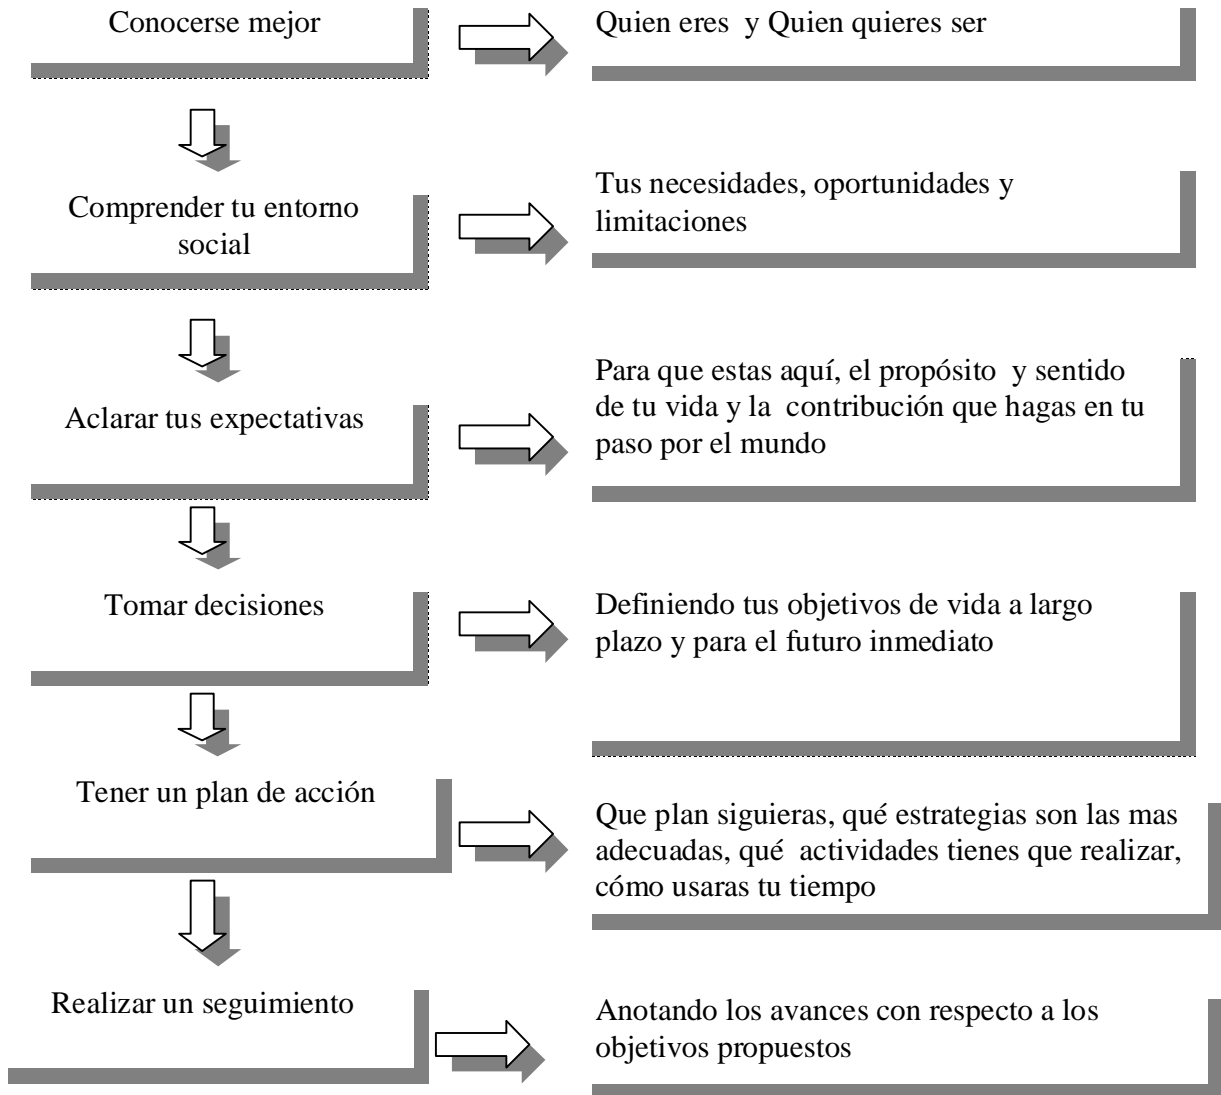 Conocerse mejor
Quien eres y Quien quieres ser
Comprender tu entorno
social
Tus necesidades, oportunidades y
limitaciones
Aclarar tus expectativas
Para que estas aquí, el propósito y sentido
de tu vida y la contribución que hagas en tu
paso por el mundo
Tomar decisiones
Definiendo tus objetivos de vida a largo
plazo y para el futuro inmediato
Tener un plan de acción
Que plan siguieras, qué estrategias son las mas
adecuadas, qué actividades tienes que realizar,
cómo usaras tu tiempo
Realizar un seguimiento
Anotando los avances con respecto a los
objetivos propuestos